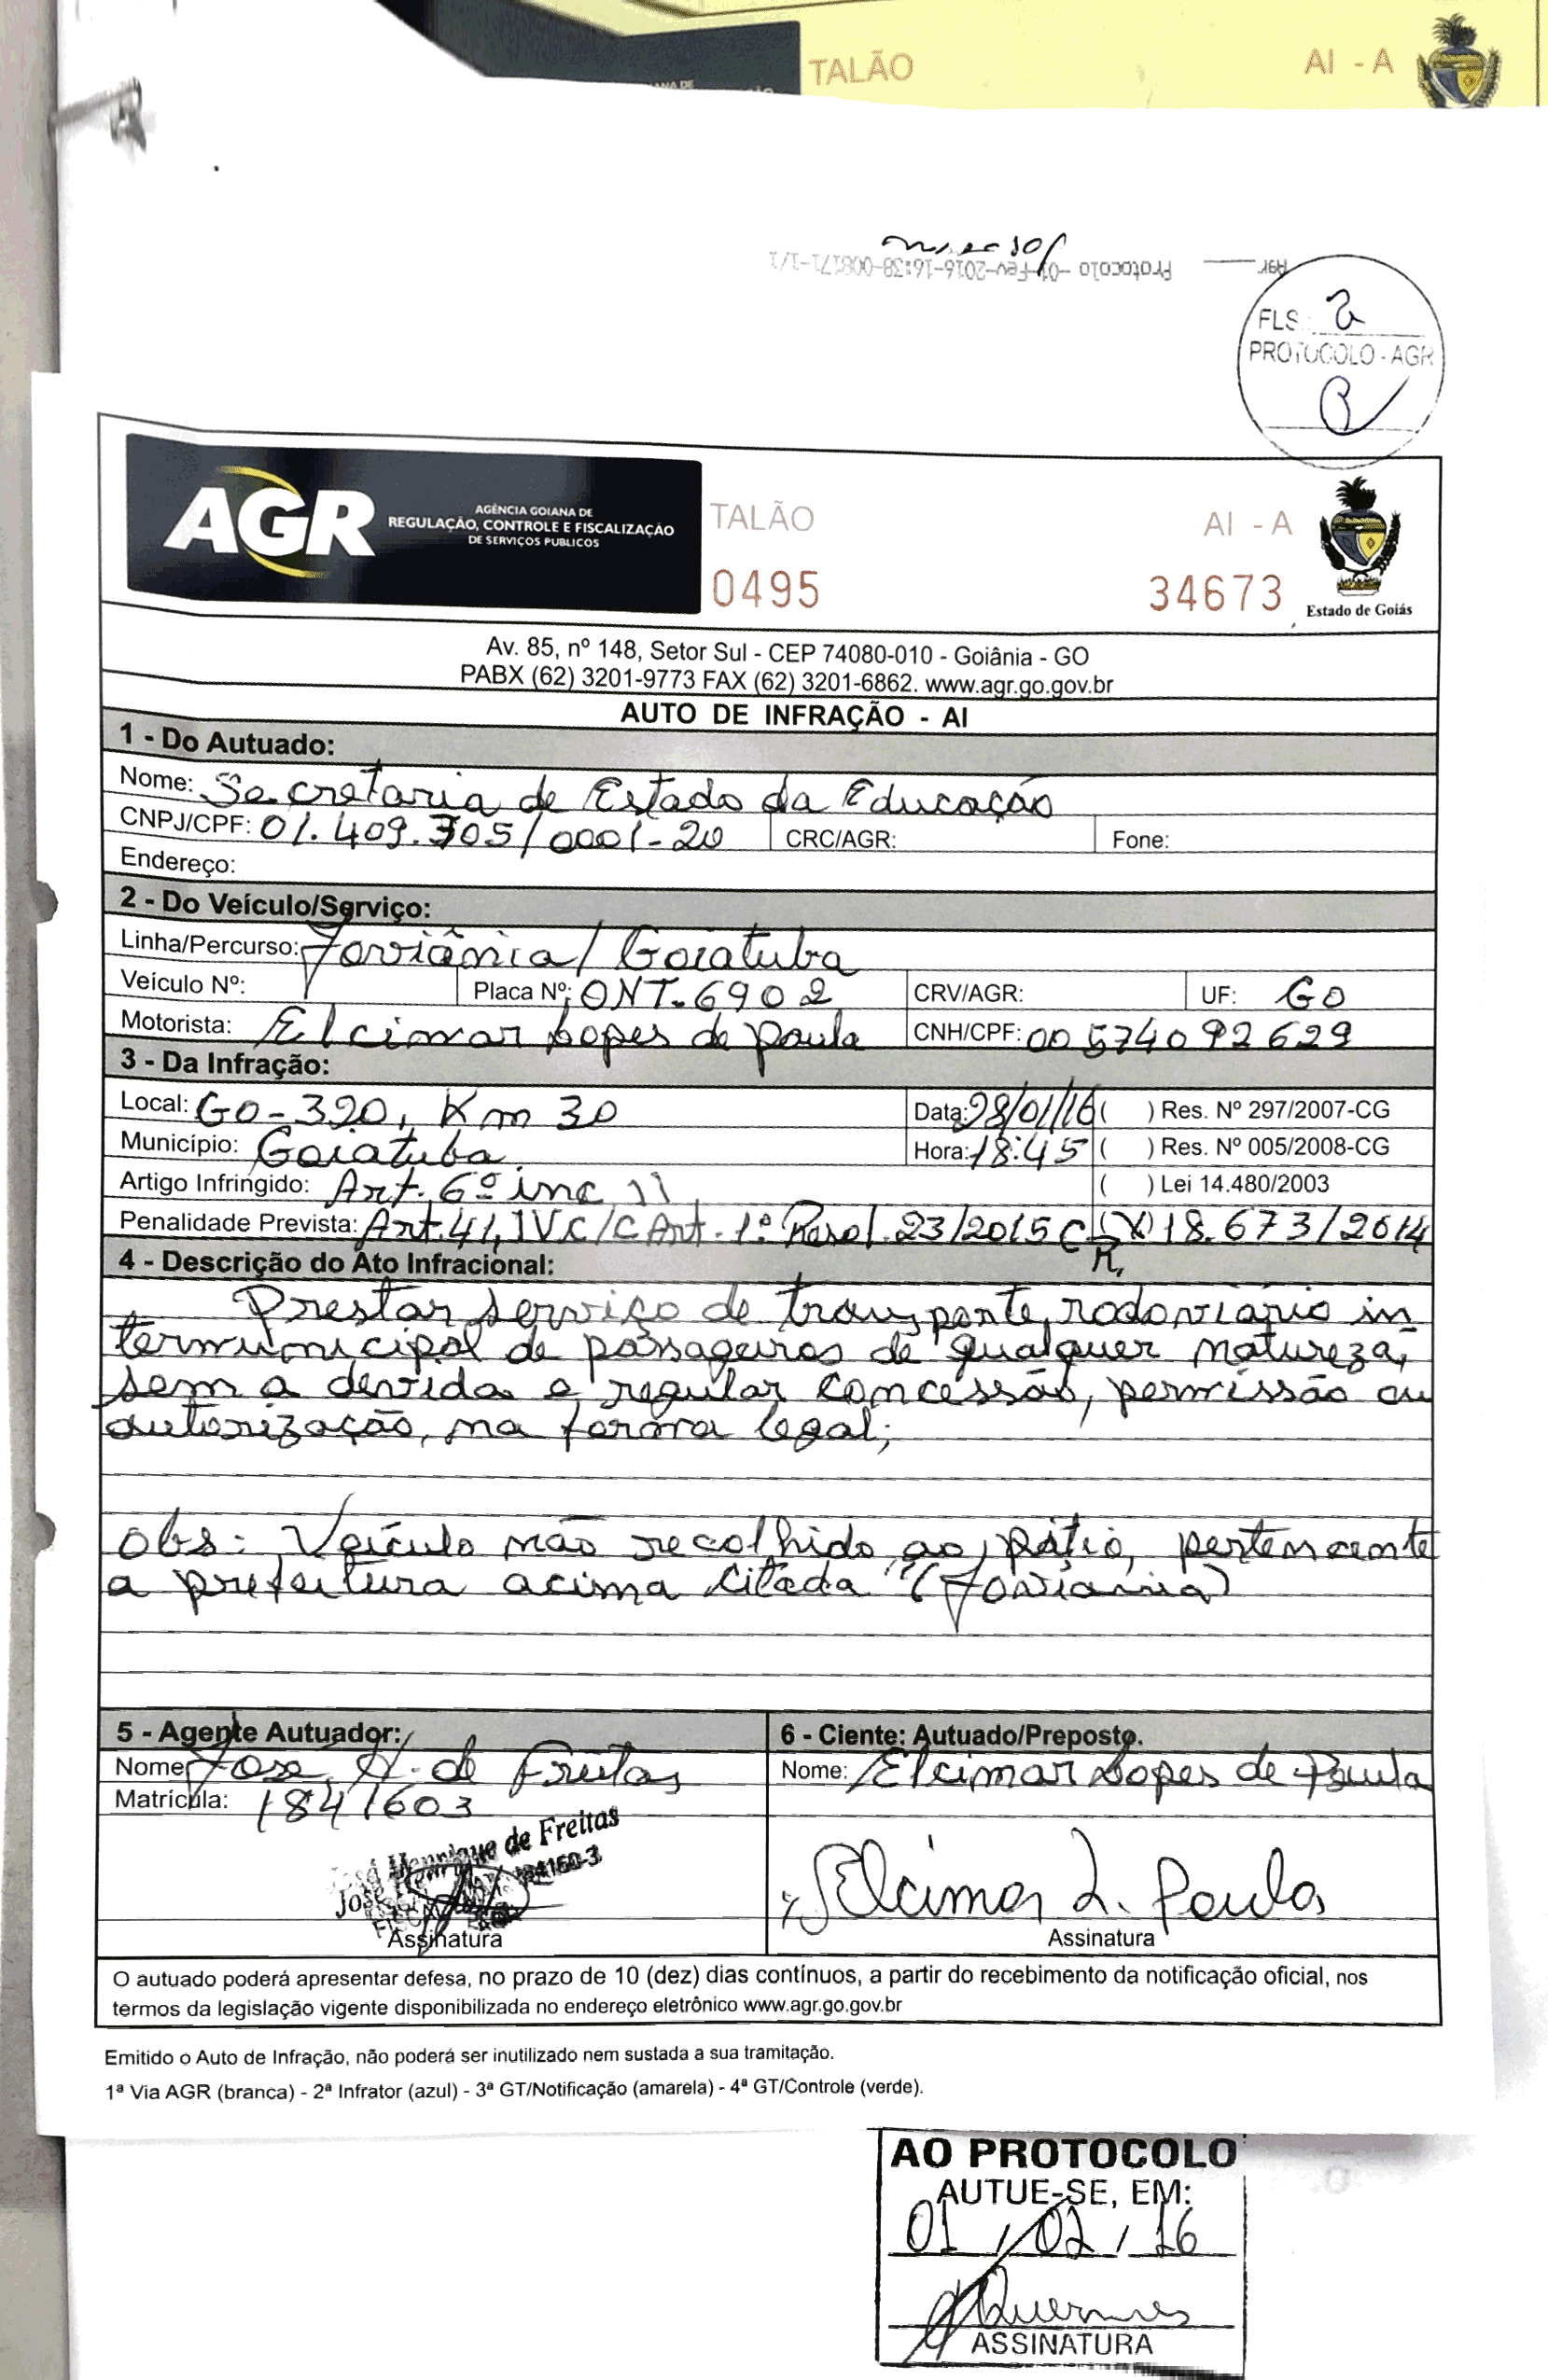 TALÃO
AI - A
Protocolo -01-Fev-2016-16:38-008171-1/1
FLS. 2
PROTOCOLO - AGR
AGR
AGÊNCIA GOIANA DE
REGULAÇÃO, CONTROLE E FISCALIZAÇÃO
DE SERVIÇOS PUBLICOS
TALÃO
AI - A
0495
34673
Estado de Goiás
Av. 85, nº 148, Setor Sul - CEP 74080-010 - Goiânia - GO
PABX (62) 3201-9773 FAX (62) 3201-6862. www.agr.go.gov.br
AUTO DE INFRAÇÃO - AI
1 - Do Autuado:
Nome: Secretaria de Estado da Educação
CNPJ/CPF: 01.409.705/0001-20 CRC/AGR: Fone:
Endereço:
2 - Do Veículo/Serviço:
Linha/Percurso: Joviânia / Goiatuba
Veículo Nº: Placa Nº: ONT-6902 CRV/AGR: UF: GO
Motorista: Elcimar Lopes de Paula CNH/CPF: 00574092629
3 - Da Infração:
Local: GO-320, Km 30 Data: 28/01/16 ( ) Res. Nº 297/2007-CG
Município: Goiatuba Hora: 18:45 ( ) Res. Nº 005/2008-CG
Artigo Infringido: Art. 6º inc II ( ) Lei 14.480/2003
Penalidade Prevista: Art. 41, IV c/c Art. 1º Resol. 23/2015 CR (X) 18.673/2014
4 - Descrição do Ato Infracional:
Prestar serviço de transporte rodoviário in
termunicipal de passageiros de qualquer natureza,
sem a devida e regular concessão, permissão ou
autorização, na forma legal;
Obs: Veículo não recolhido ao pátio, pertencente
a prefeitura acima citada "(Joviania)
5 - Agente Autuador:
6 - Ciente: Autuado/Preposto.
Nome: Jose H. de Freitas
Nome: Elcimar Lopes de Paula
Matrícula: 1841603
José Henrique de Freitas
Elcimar L. Paula
Assinatura
Assinatura
O autuado poderá apresentar defesa, no prazo de 10 (dez) dias contínuos, a partir do recebimento da notificação oficial, nos
termos da legislação vigente disponibilizada no endereço eletrônico www.agr.go.gov.br
Emitido o Auto de Infração, não poderá ser inutilizado nem sustada a sua tramitação.
1ª Via AGR (branca) - 2ª Infrator (azul) - 3ª GT/Notificação (amarela) - 4ª GT/Controle (verde).
AO PROTOCOLO
AUTUE-SE, EM:
01 / 02 / 16
ASSINATURA